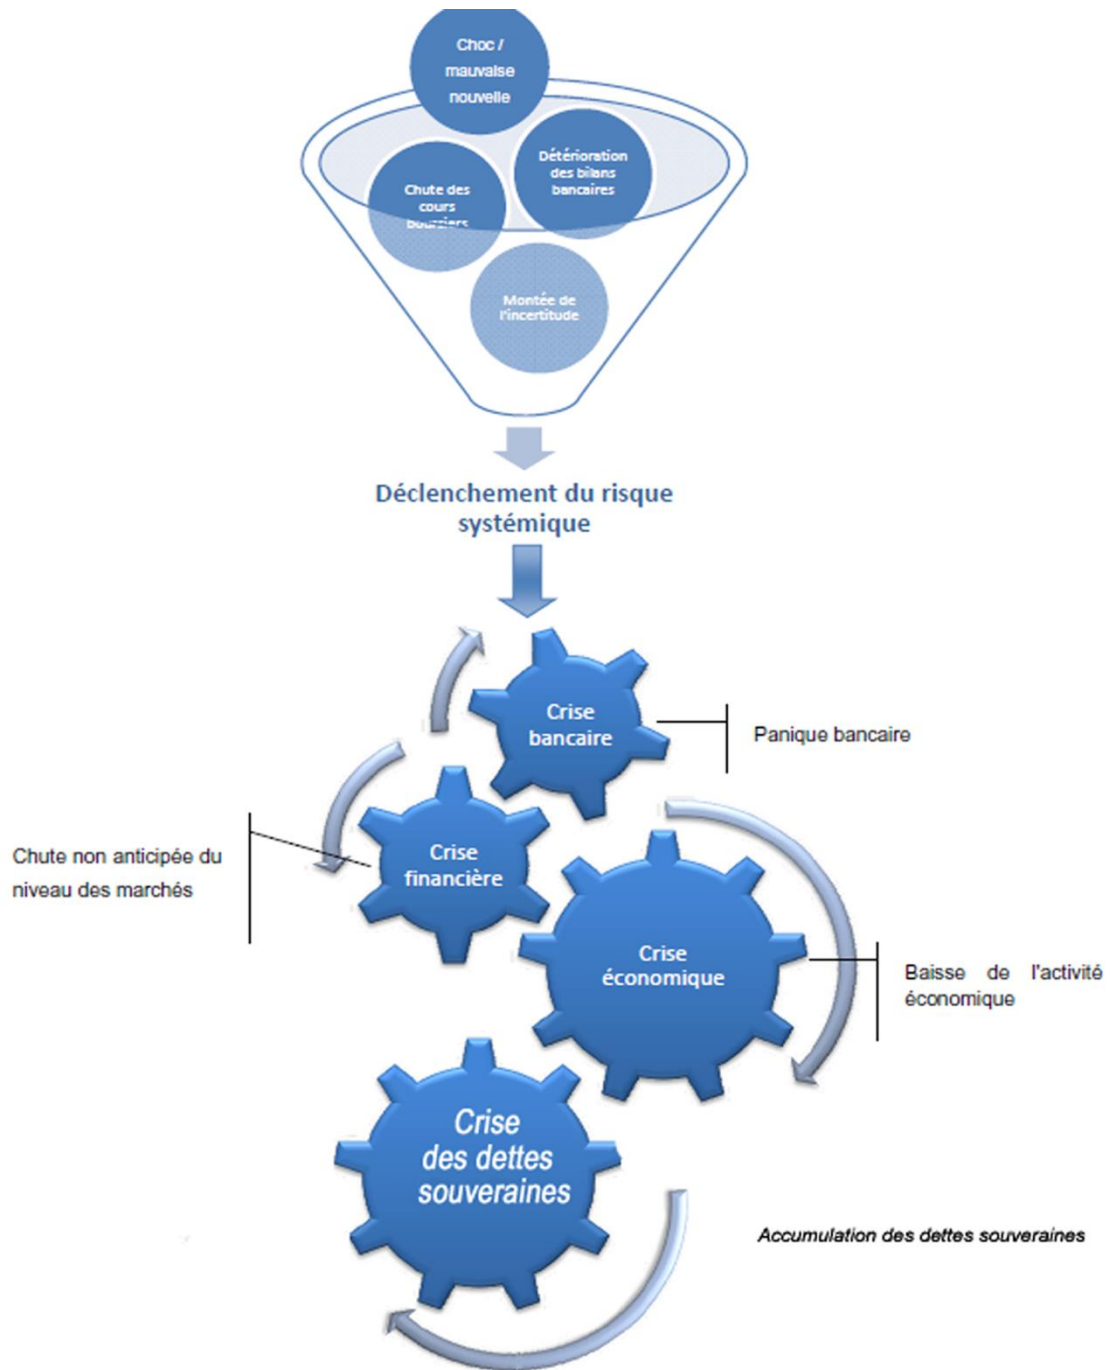 Choc /
mauvaise
nouvelle
Détérioration
des bilans
bancaires
Chute des
cours
boursiers
Montée de
l'incertitude
Déclenchement du risque
systémique
Crise
bancaire
Panique bancaire
Chute non anticipée du
niveau des marchés
Crise
financière
Crise
économique
Baisse de l'activité
économique
Crise
des dettes
souveraines
Accumulation des dettes souveraines